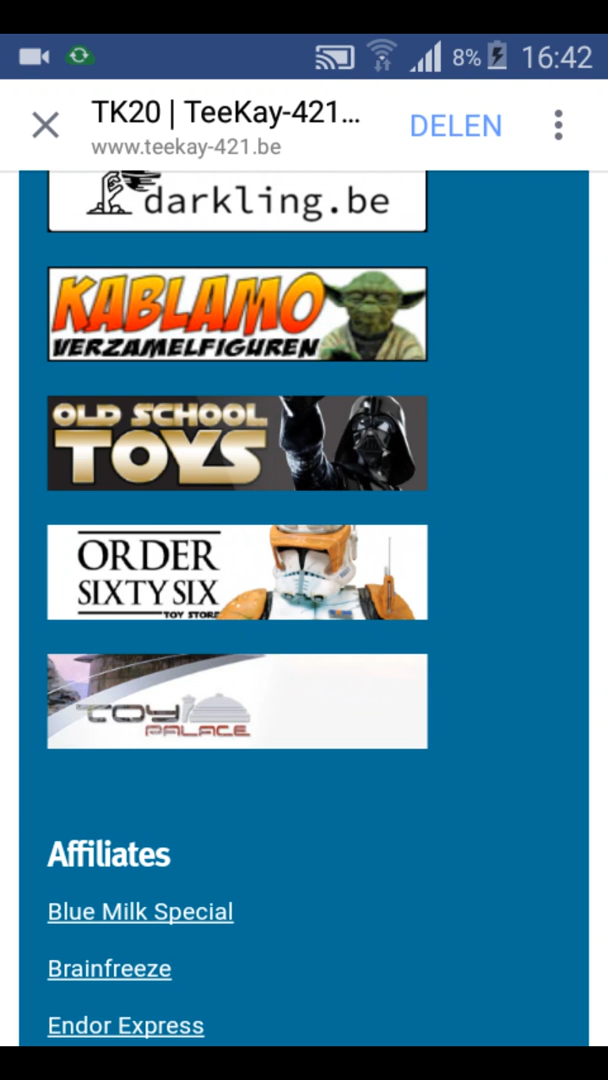 8% 16:42
TK20 | TeeKay-421...
DELEN
www.teekay-421.be
darkling.be
KABLAMO
VERZAMELFIGUREN
OLD SCHOOL
TOYS
ORDER
SIXTY SIX
TOY STORE
TOY
PALACE
Affiliates
Blue Milk Special
Brainfreeze
Endor Express